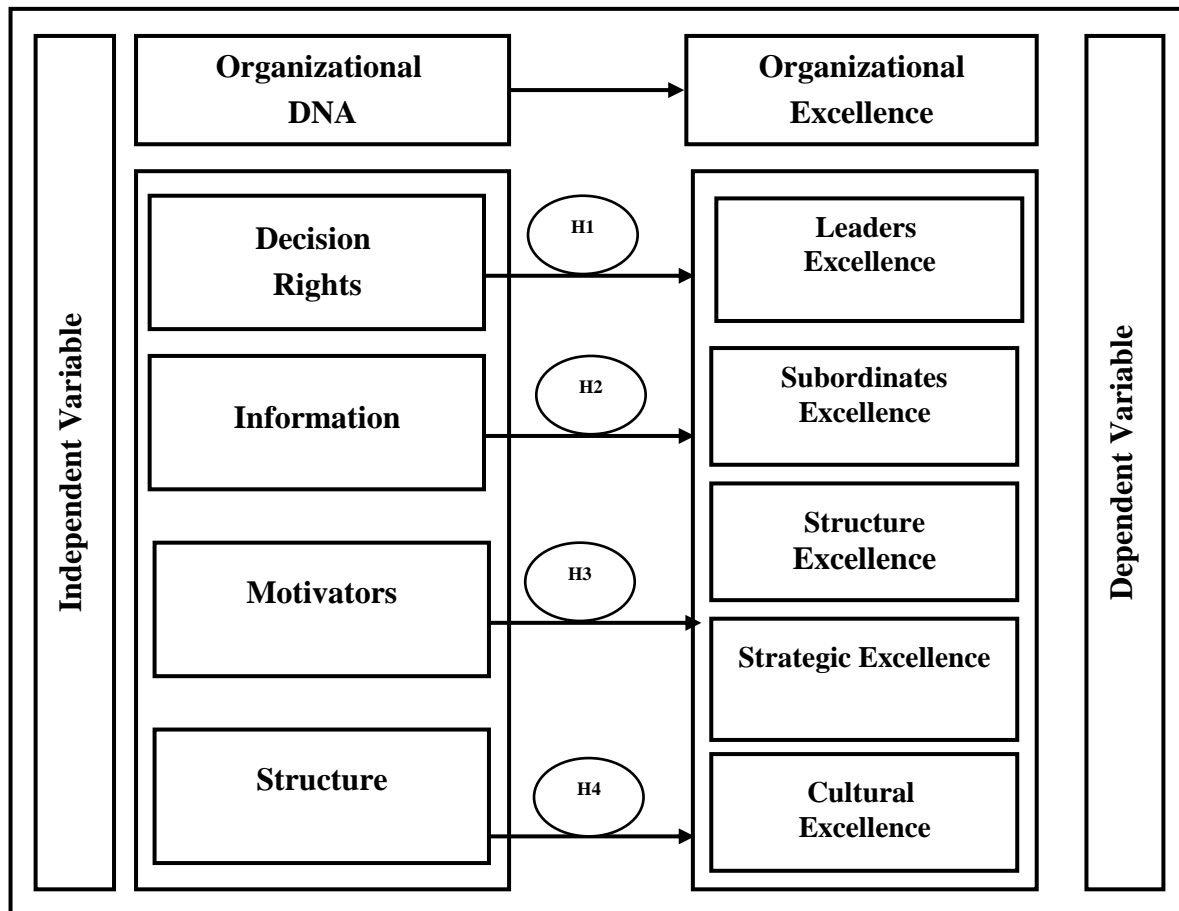 Independent Variable
Organizational
DNA
Organizational
Excellence
Decision
Rights
H1
Leaders
Excellence
Information
H2
Subordinates
Excellence
Structure
Excellence
Motivators
H3
Strategic Excellence
Structure
H4
Cultural
Excellence
Dependent Variable